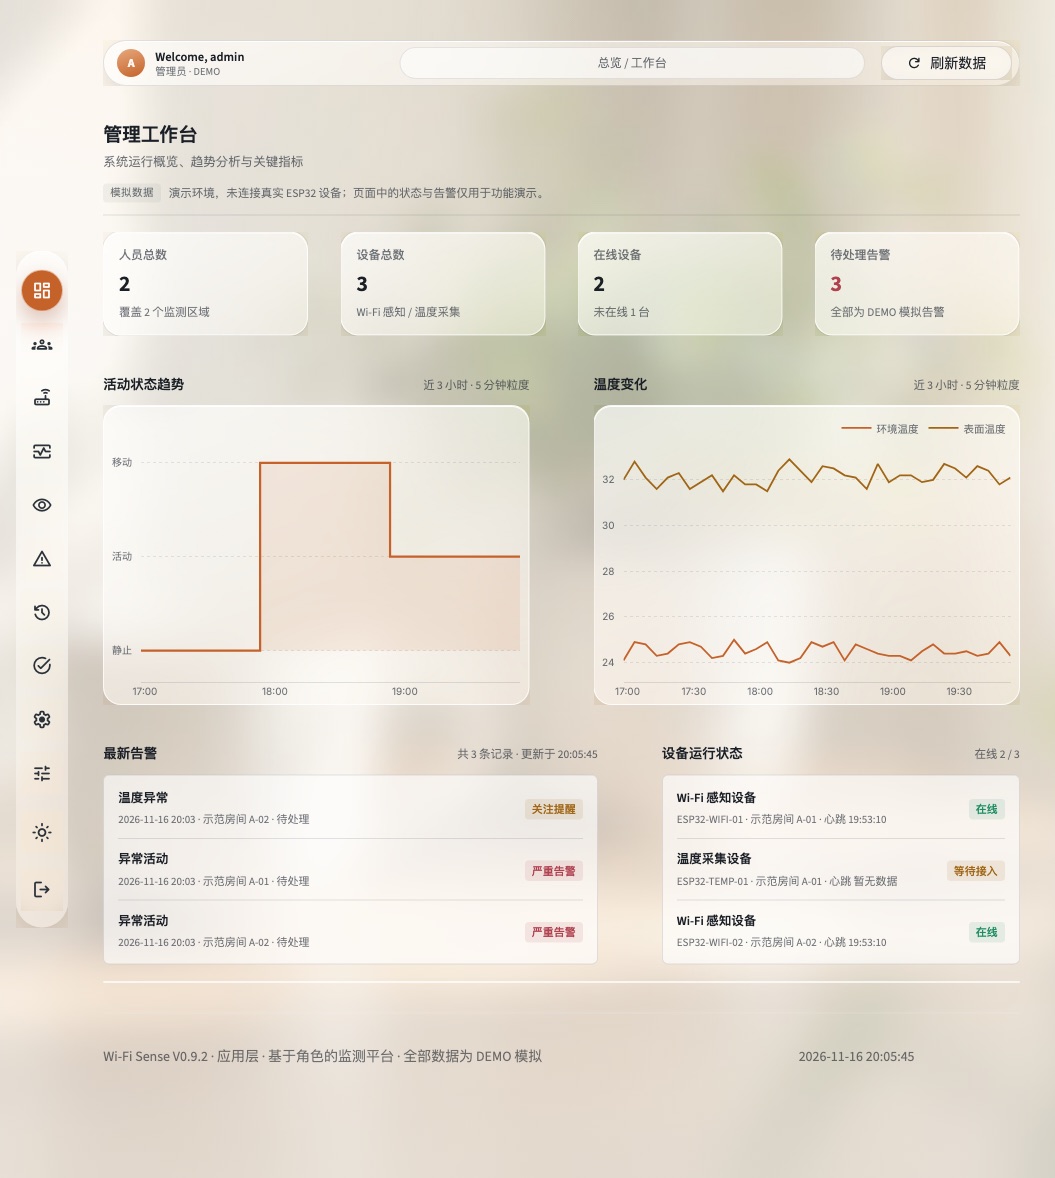 A
Welcome, admin
管理员 · DEMO
总览 / 工作台
刷新数据
管理工作台
系统运行概览、趋势分析与关键指标
模拟数据 演示环境，未连接真实 ESP32 设备；页面中的状态与告警仅用于功能演示。
人员总数
2
覆盖 2 个监测区域
设备总数
3
Wi-Fi 感知 / 温度采集
在线设备
2
未在线 1 台
待处理告警
3
全部为 DEMO 模拟告警
活动状态趋势 近 3 小时 · 5 分钟粒度
移动
活动
静止
17:00 18:00 19:00
温度变化 近 3 小时 · 5 分钟粒度
环境温度 表面温度
32
30
28
26
24
17:00 17:30 18:00 18:30 19:00 19:30
最新告警 共 3 条记录 · 更新于 20:05:45
温度异常
2026-11-16 20:03 · 示范房间 A-02 · 待处理
关注提醒
异常活动
2026-11-16 20:03 · 示范房间 A-01 · 待处理
严重告警
异常活动
2026-11-16 20:03 · 示范房间 A-02 · 待处理
严重告警
设备运行状态 在线 2 / 3
Wi-Fi 感知设备
ESP32-WIFI-01 · 示范房间 A-01 · 心跳 19:53:10
在线
温度采集设备
ESP32-TEMP-01 · 示范房间 A-01 · 心跳 暂无数据
等待接入
Wi-Fi 感知设备
ESP32-WIFI-02 · 示范房间 A-02 · 心跳 19:53:10
在线
Wi-Fi Sense V0.9.2 · 应用层 · 基于角色的监测平台 · 全部数据为 DEMO 模拟
2026-11-16 20:05:45